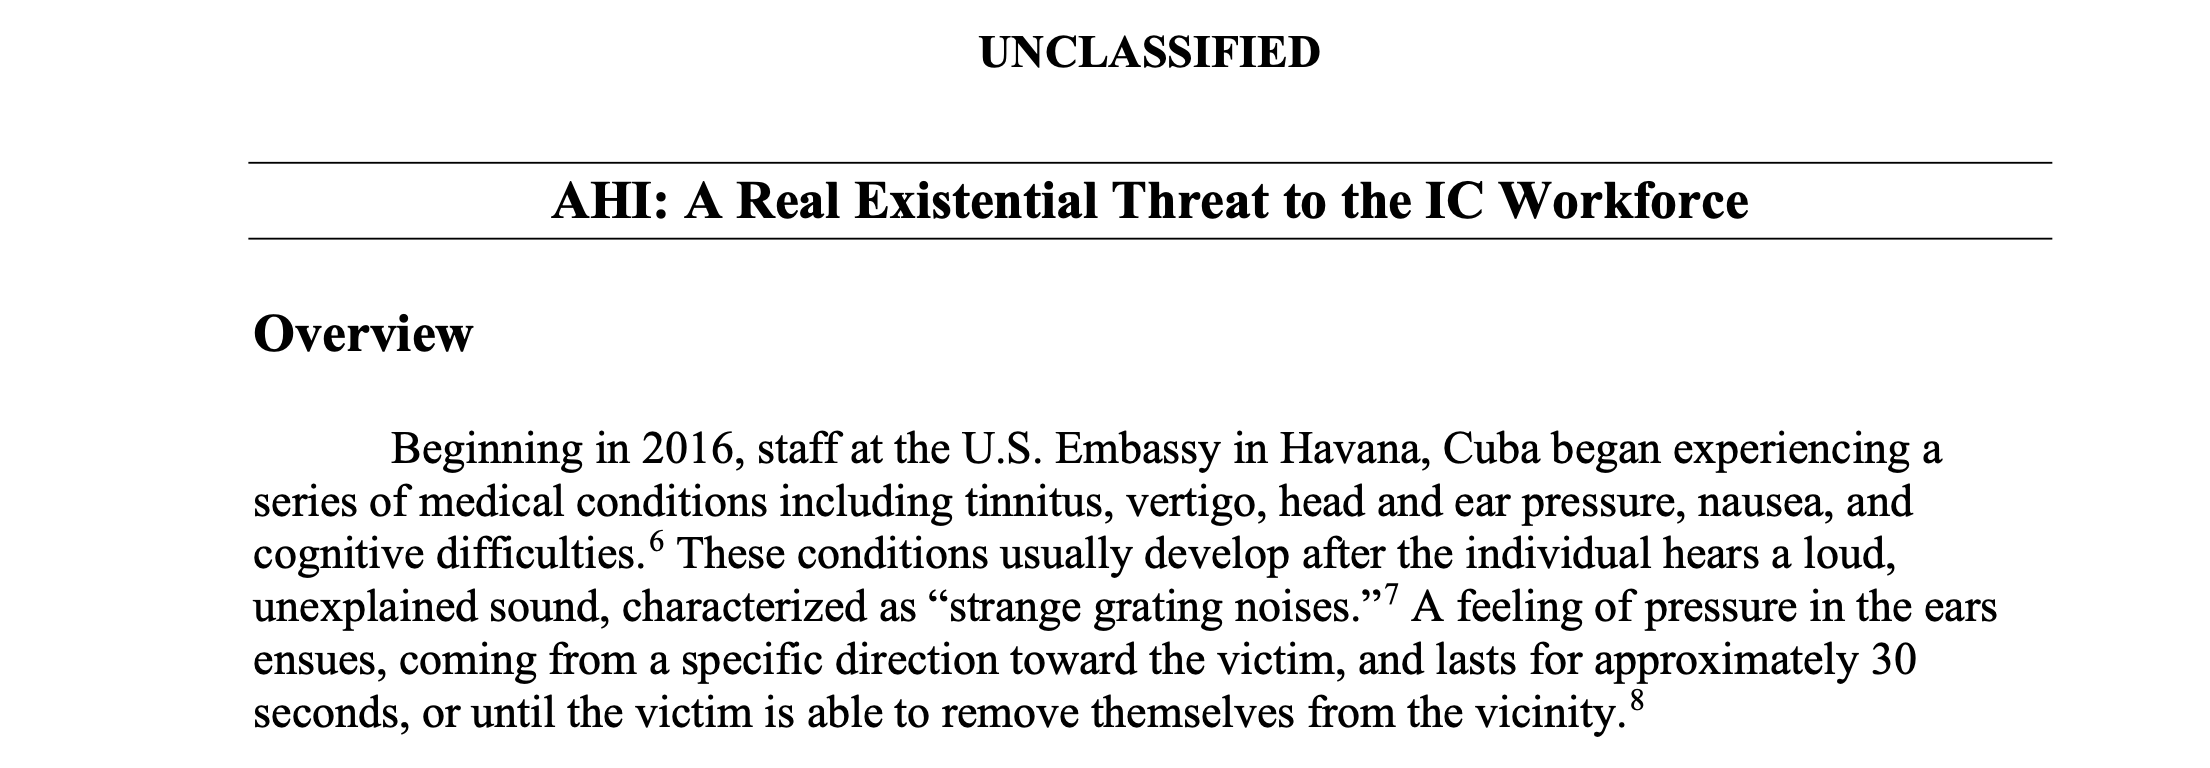 UNCLASSIFIED
AHI: A Real Existential Threat to the IC Workforce
Overview
Beginning in 2016, staff at the U.S. Embassy in Havana, Cuba began experiencing a
series of medical conditions including tinnitus, vertigo, head and ear pressure, nausea, and
cognitive difficulties.⁶ These conditions usually develop after the individual hears a loud,
unexplained sound, characterized as “strange grating noises.”⁷ A feeling of pressure in the ears
ensues, coming from a specific direction toward the victim, and lasts for approximately 30
seconds, or until the victim is able to remove themselves from the vicinity.⁸